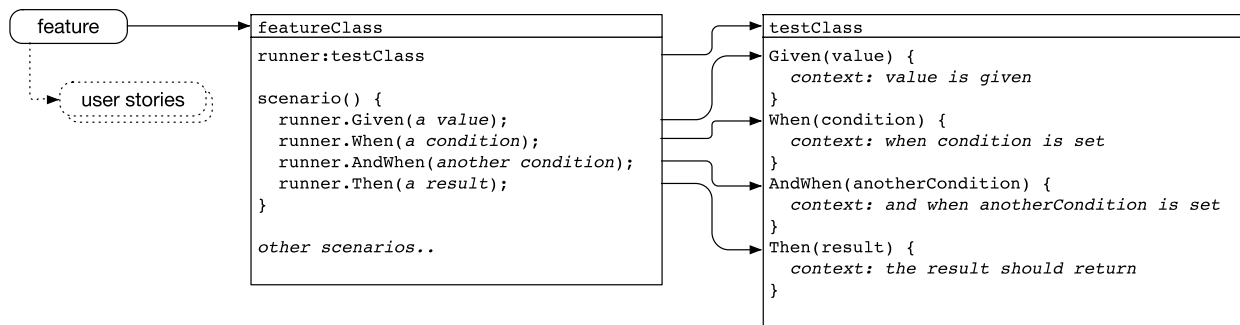 feature
user stories
featureClass
runner:testClass
scenario() {
runner.Given(a value);
runner.When(a condition);
runner.AndWhen(another condition);
runner.Then(a result);
}
other scenarios..
testClass
Given(value) {
context: value is given
}
When(condition) {
context: when condition is set
}
AndWhen(anotherCondition) {
context: and when anotherCondition is set
}
Then(result) {
context: the result should return
}